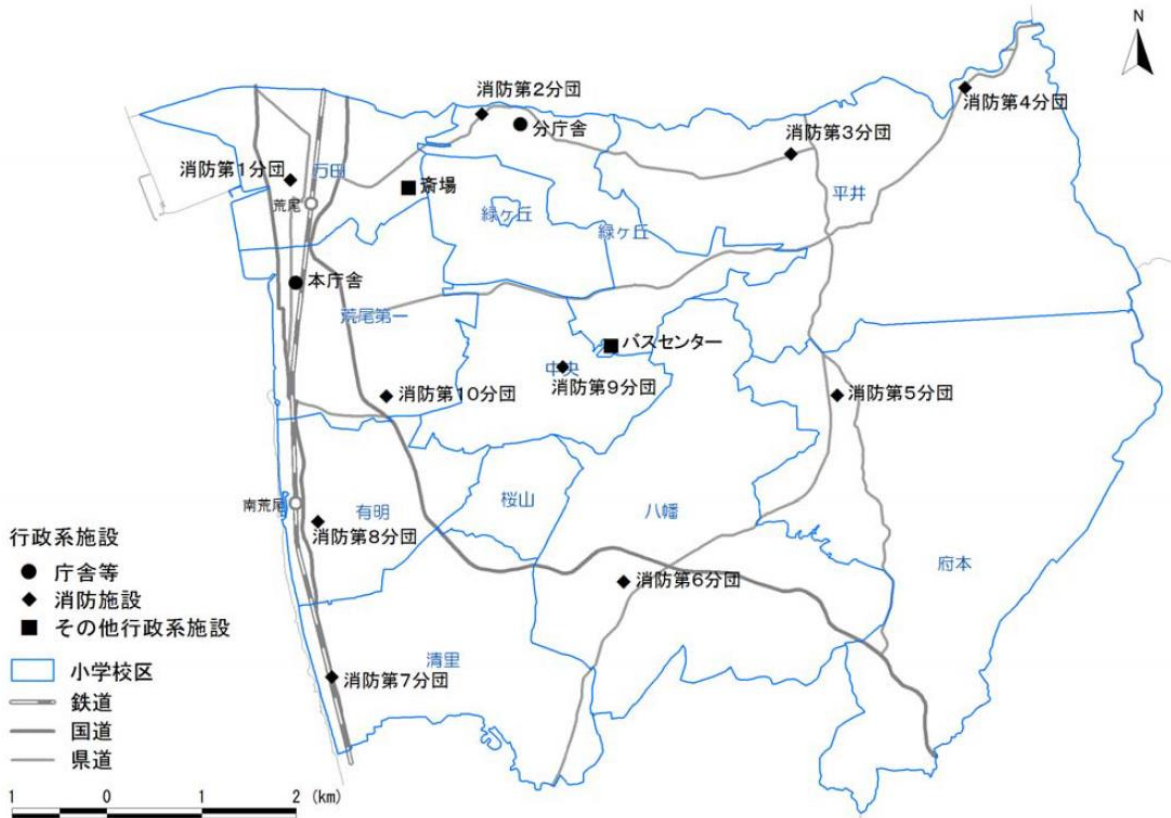 N
消防第2分団
消防第4分団
分庁舎
消防第3分団
消防第1分団
万田
斎場
平井
荒尾
緑ヶ丘
緑ヶ丘
本庁舎
荒尾第一
バスセンター
中央
消防第9分団
消防第10分団
消防第5分団
桜山
八幡
南荒尾
有明
消防第8分団
府本
消防第6分団
清里
消防第7分団
行政系施設
庁舎等
消防施設
その他行政系施設
小学校区
鉄道
国道
県道
1 0 1 2 (km)